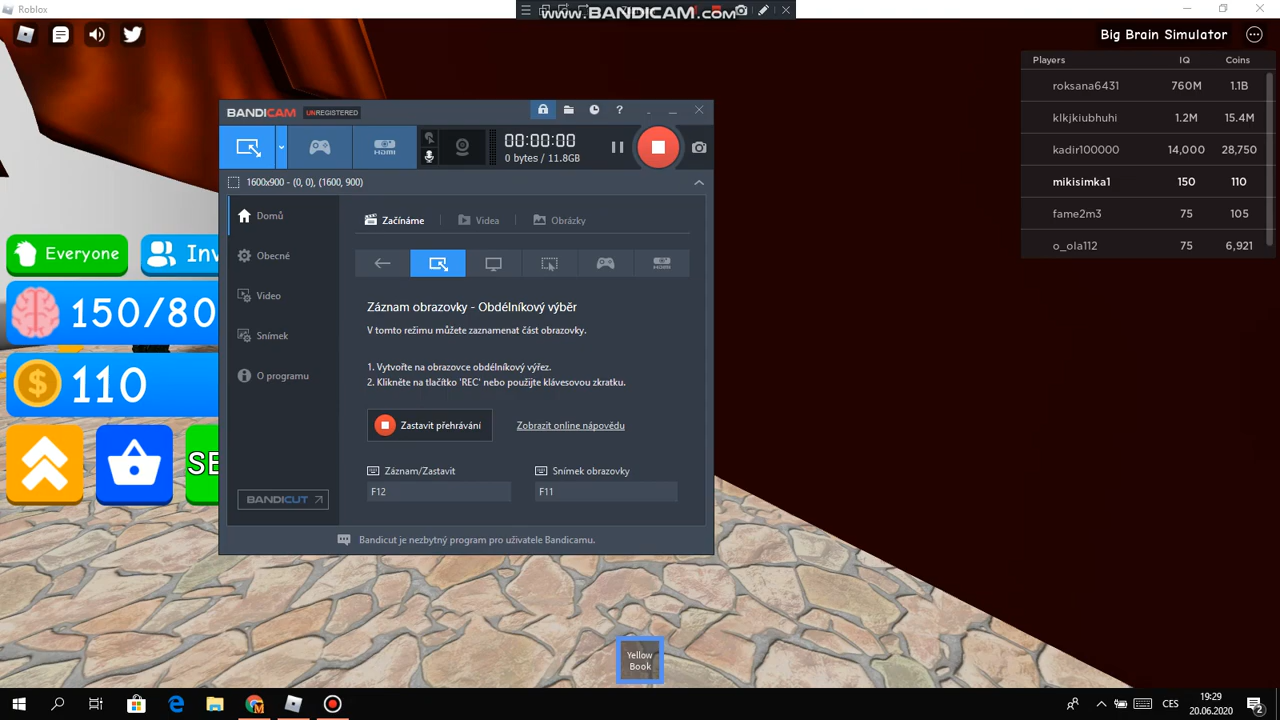 Roblox
www.BANDICAM.com
Big Brain Simulator
Players IQ Coins
roksana6431 760M 1.1B
klkjkiubhuhi 1.2M 15.4M
kadir100000 14,000 28,750
mikisimka1 150 110
fame2m3 75 105
o_ola112 75 6,921
BANDICAM UNREGISTERED
HDMI
00:00:00
0 bytes / 11.8GB
1600x900 - (0, 0), (1600, 900)
Domů
Obecné
Video
Snímek
O programu
BANDICUT
Začínáme
Videa
Obrázky
HDMI
Záznam obrazovky - Obdélníkový výběr
V tomto režimu můžete zaznamenat část obrazovky.
1. Vytvořte na obrazovce obdélníkový výřez.
2. Klikněte na tlačítko 'REC' nebo použijte klávesovou zkratku.
Zastavit přehrávání
Zobrazit online nápovědu
Záznam/Zastavit
Snímek obrazovky
F12
F11
Bandicut je nezbytný program pro uživatele Bandicamu.
Everyone
Inv
150/80
110
SE
Yellow
Book
CES
19:29
20.06.2020
2